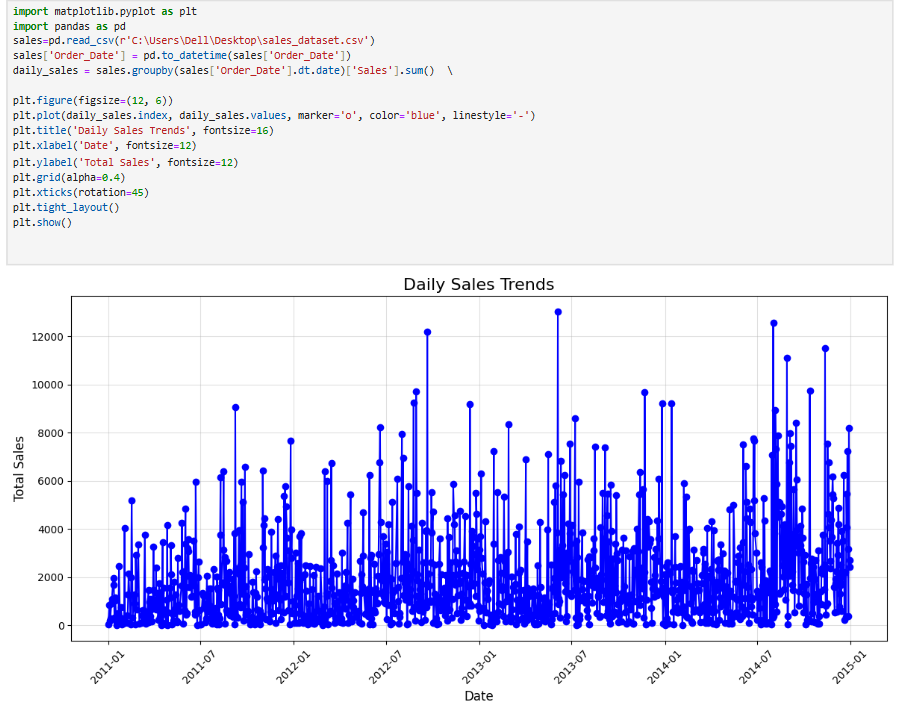 import matplotlib.pyplot as plt
import pandas as pd
sales=pd.read_csv(r'C:\Users\Dell\Desktop\sales_dataset.csv')
sales['Order_Date'] = pd.to_datetime(sales['Order_Date'])
daily_sales = sales.groupby(sales['Order_Date'].dt.date)['Sales'].sum()  \
plt.figure(figsize=(12, 6))
plt.plot(daily_sales.index, daily_sales.values, marker='o', color='blue', linestyle='-')
plt.title('Daily Sales Trends', fontsize=16)
plt.xlabel('Date', fontsize=12)
plt.ylabel('Total Sales', fontsize=12)
plt.grid(alpha=0.4)
plt.xticks(rotation=45)
plt.tight_layout()
plt.show()
Daily Sales Trends
Total Sales
12000
10000
8000
6000
4000
2000
0
2011-01
2011-07
2012-01
2012-07
2013-01
2013-07
2014-01
2014-07
2015-01
Date